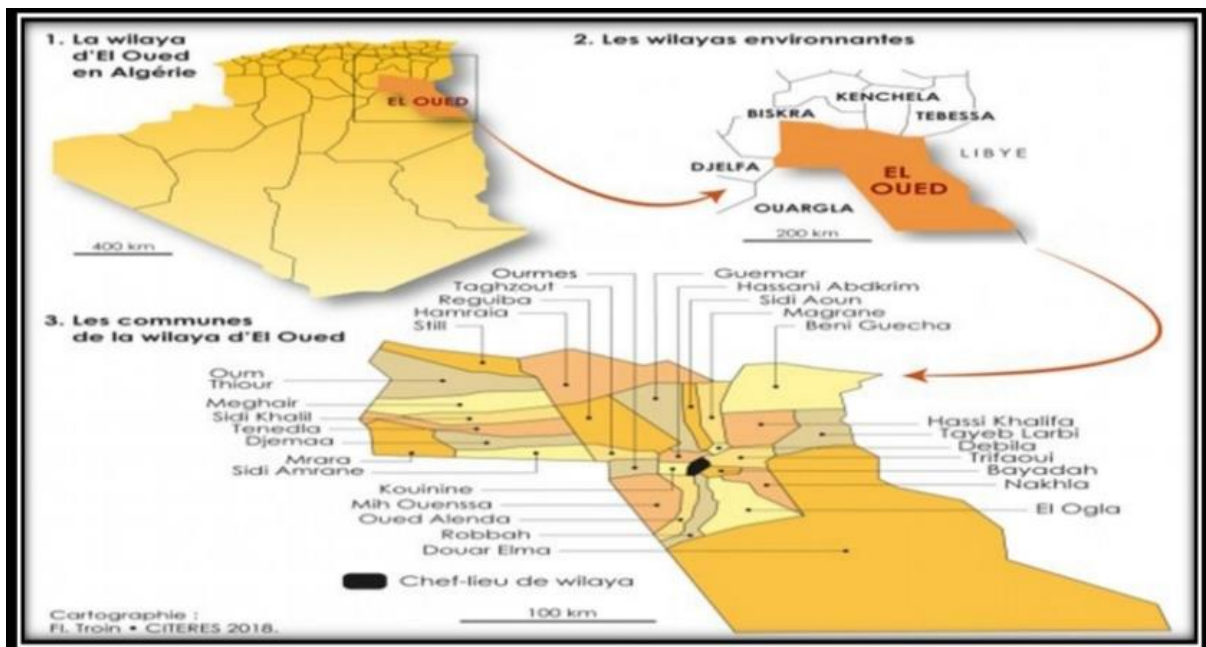 1. La wilaya
d'El Oued
en Algérie
EL OUED
400 km
2. Les wilayas environnantes
KENCHELA
BISKRA
TEBESSA
LIBYE
DJELFA
EL
OUED
OUARGLA
200 km
3. Les communes
de la wilaya d'El Oued
Ourmes
Taghzout
Reguiba
Hamraia
Still
Guemar
Hassani Abdkrim
Sidi Aoun
Magrane
Beni Guecha
Oum
Thiour
Meghair
Sidi Khalil
Tenedla
Djemaa
Mrara
Sidi Amrane
Hassi Khalifa
Tayeb Larbi
Debila
Trifaoui
Bayadah
Nakhla
El Ogla
Kouinine
Mih Ouenssa
Oued Alenda
Robbah
Douar Elma
Chef-lieu de wilaya
100 km
Cartographie :
Fl. Troin • CITERES 2018.